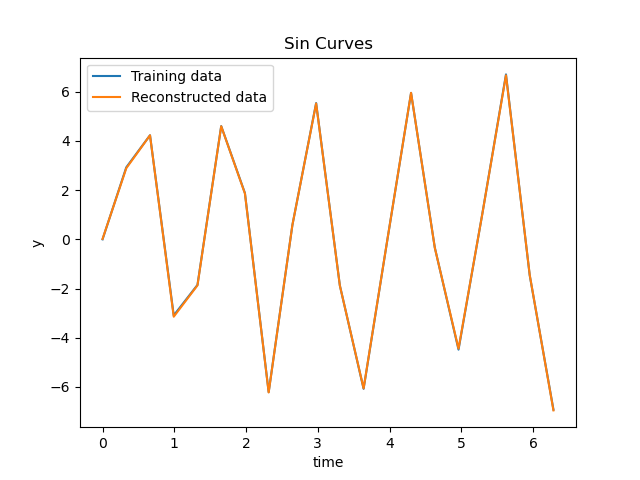 Sin Curves
Training data
Reconstructed data
6
4
2
0
−2
−4
−6
y
0 1 2 3 4 5 6
time